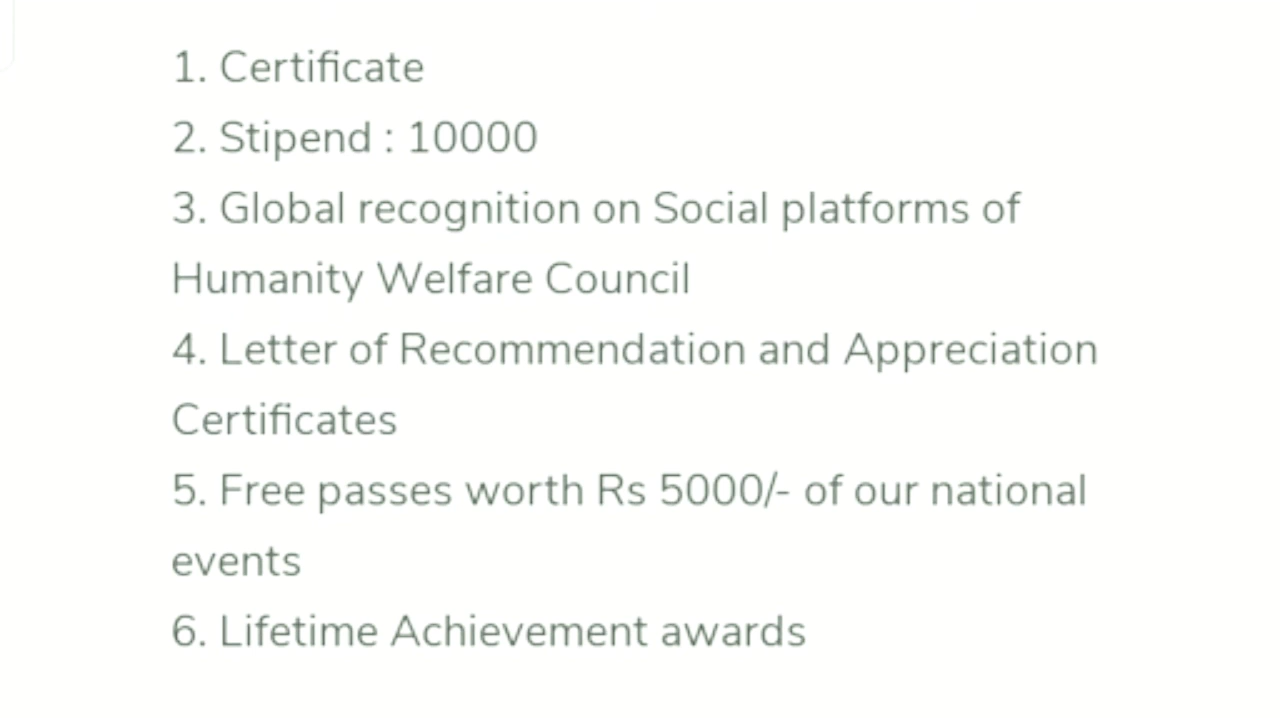 1. Certificate
2. Stipend : 10000
3. Global recognition on Social platforms of
Humanity Welfare Council
4. Letter of Recommendation and Appreciation
Certificates
5. Free passes worth Rs 5000/- of our national
events
6. Lifetime Achievement awards